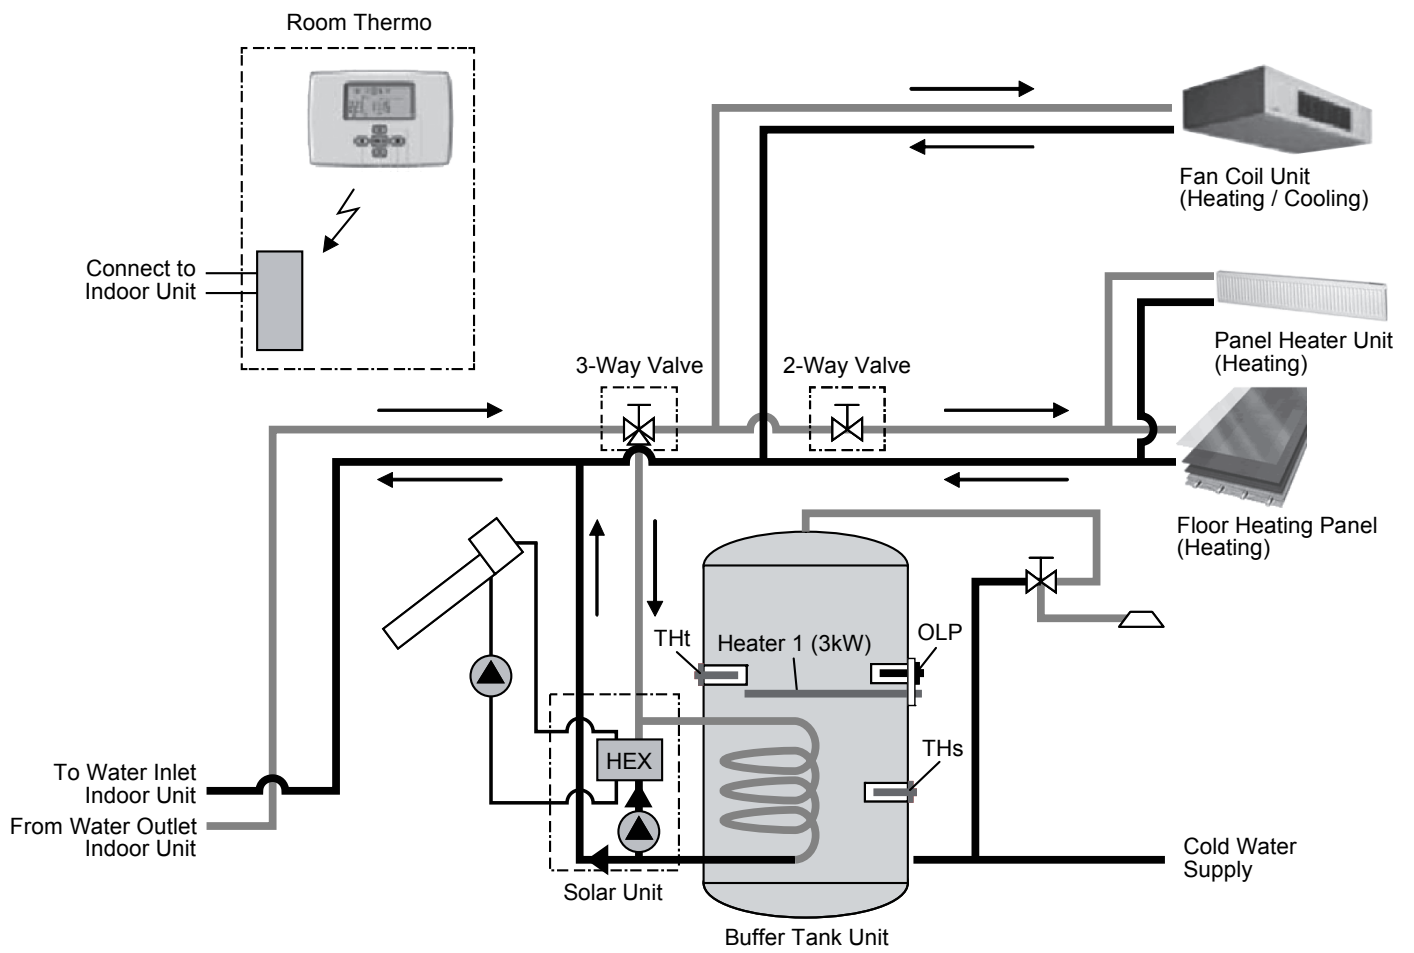 Room Thermo
Connect to
Indoor Unit
Fan Coil Unit
(Heating / Cooling)
Panel Heater Unit
(Heating)
3-Way Valve
2-Way Valve
Floor Heating Panel
(Heating)
THt
Heater 1 (3kW)
OLP
THs
HEX
To Water Inlet
Indoor Unit
From Water Outlet
Indoor Unit
Solar Unit
Buffer Tank Unit
Cold Water
Supply